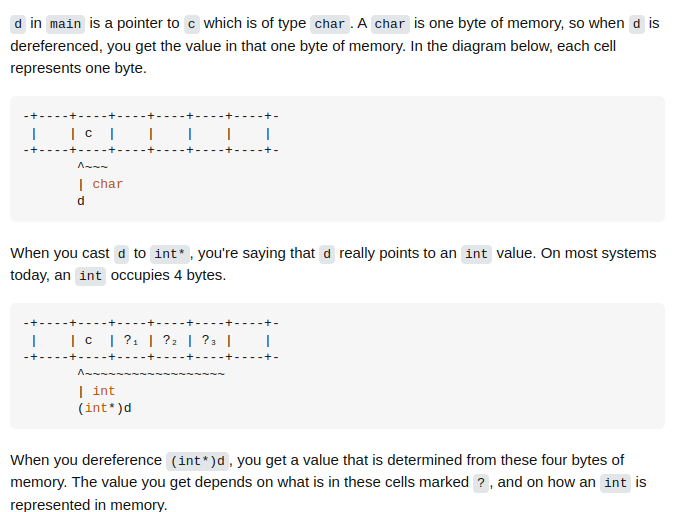 d in main is a pointer to c which is of type char. A char is one byte of memory, so when d is
dereferenced, you get the value in that one byte of memory. In the diagram below, each cell
represents one byte.
-+----+----+----+----+----+----+-
 |    | c  |    |    |    |    |
-+----+----+----+----+----+----+-
       ^~~~
       | char
       d
When you cast d to int*, you're saying that d really points to an int value. On most systems
today, an int occupies 4 bytes.
-+----+----+----+----+----+----+-
 |    | c  | ?₁ | ?₂ | ?₃ |    |
-+----+----+----+----+----+----+-
       ^~~~~~~~~~~~~~~~~~~
       | int
       (int*)d
When you dereference (int*)d, you get a value that is determined from these four bytes of
memory. The value you get depends on what is in these cells marked ?, and on how an int is
represented in memory.